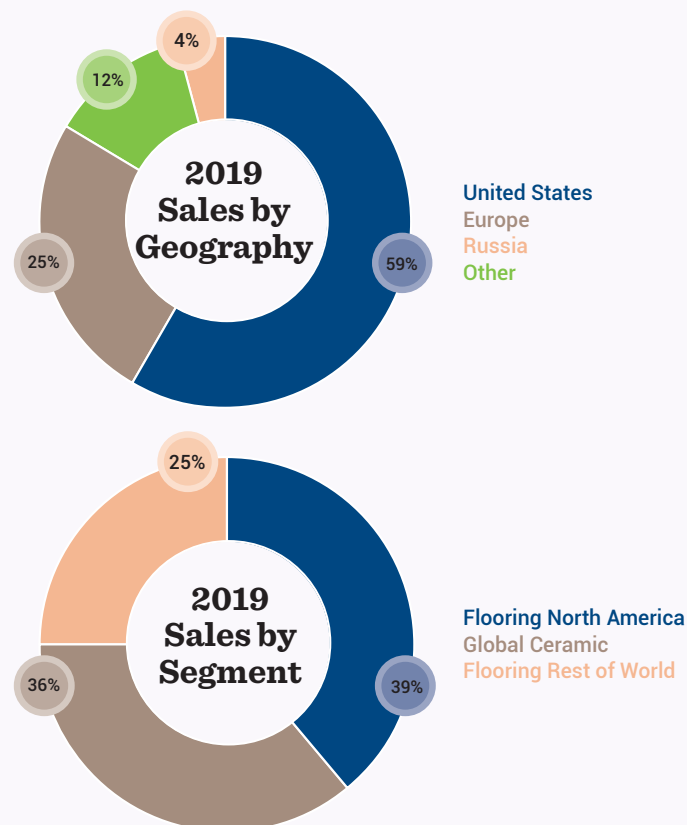 4%
12%
2019
Sales by
Geography
25%
59%
United States
Europe
Russia
Other
25%
2019
Sales by
Segment
36%
39%
Flooring North America
Global Ceramic
Flooring Rest of World